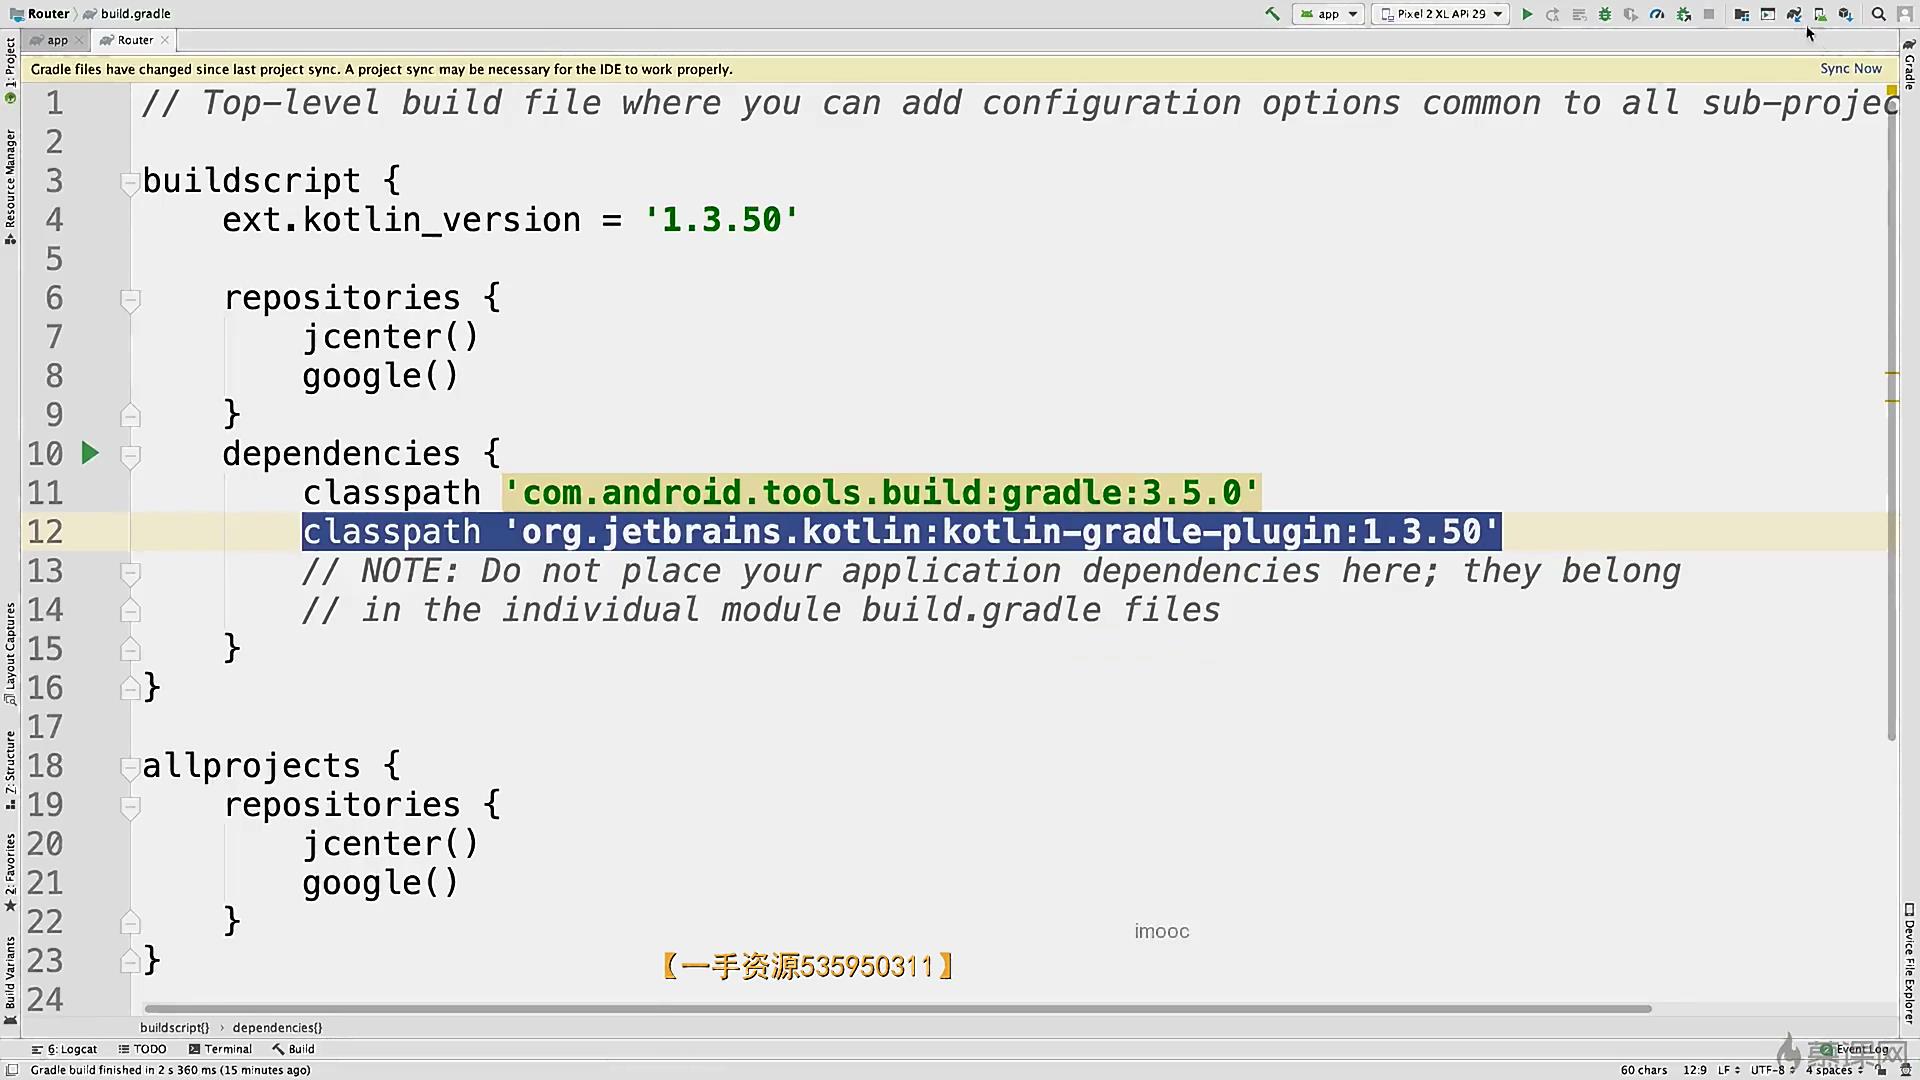 Router build.gradle
app Pixel 2 XL API 29
app Router
Gradle files have changed since last project sync. A project sync may be necessary for the IDE to work properly. Sync Now
1 // Top-level build file where you can add configuration options common to all sub-projec
2
3 buildscript {
4 ext.kotlin_version = '1.3.50'
5
6 repositories {
7 jcenter()
8 google()
9 }
10 dependencies {
11 classpath 'com.android.tools.build:gradle:3.5.0'
12 classpath 'org.jetbrains.kotlin:kotlin-gradle-plugin:1.3.50'
13 // NOTE: Do not place your application dependencies here; they belong
14 // in the individual module build.gradle files
15 }
16 }
17
18 allprojects {
19 repositories {
20 jcenter()
21 google()
22 }
23 }
24
imooc
【一手资源535950311】
buildscript{} › dependencies{}
6: Logcat TODO Terminal Build Event Log
慕课网
Gradle build finished in 2 s 360 ms (15 minutes ago) 60 chars 12:9 LF UTF-8 4 spaces
1: Project
Resource Manager
Layout Captures
Z: Structure
2: Favorites
Build Variants
Gradle
Device File Explorer